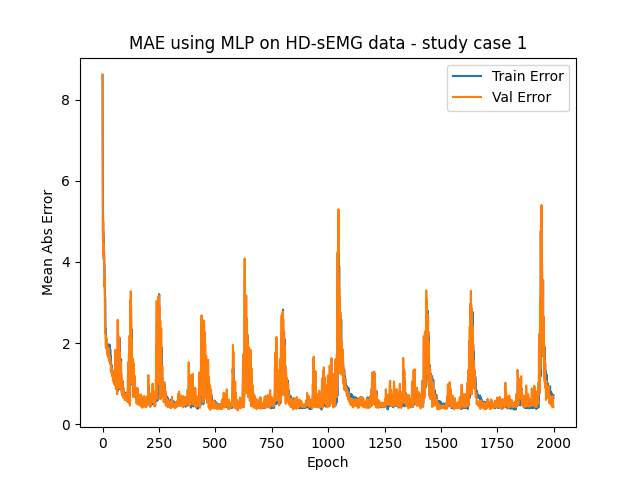 MAE using MLP on HD-sEMG data - study case 1
Train Error
Val Error
Mean Abs Error
8
6
4
2
0
0 250 500 750 1000 1250 1500 1750 2000
Epoch